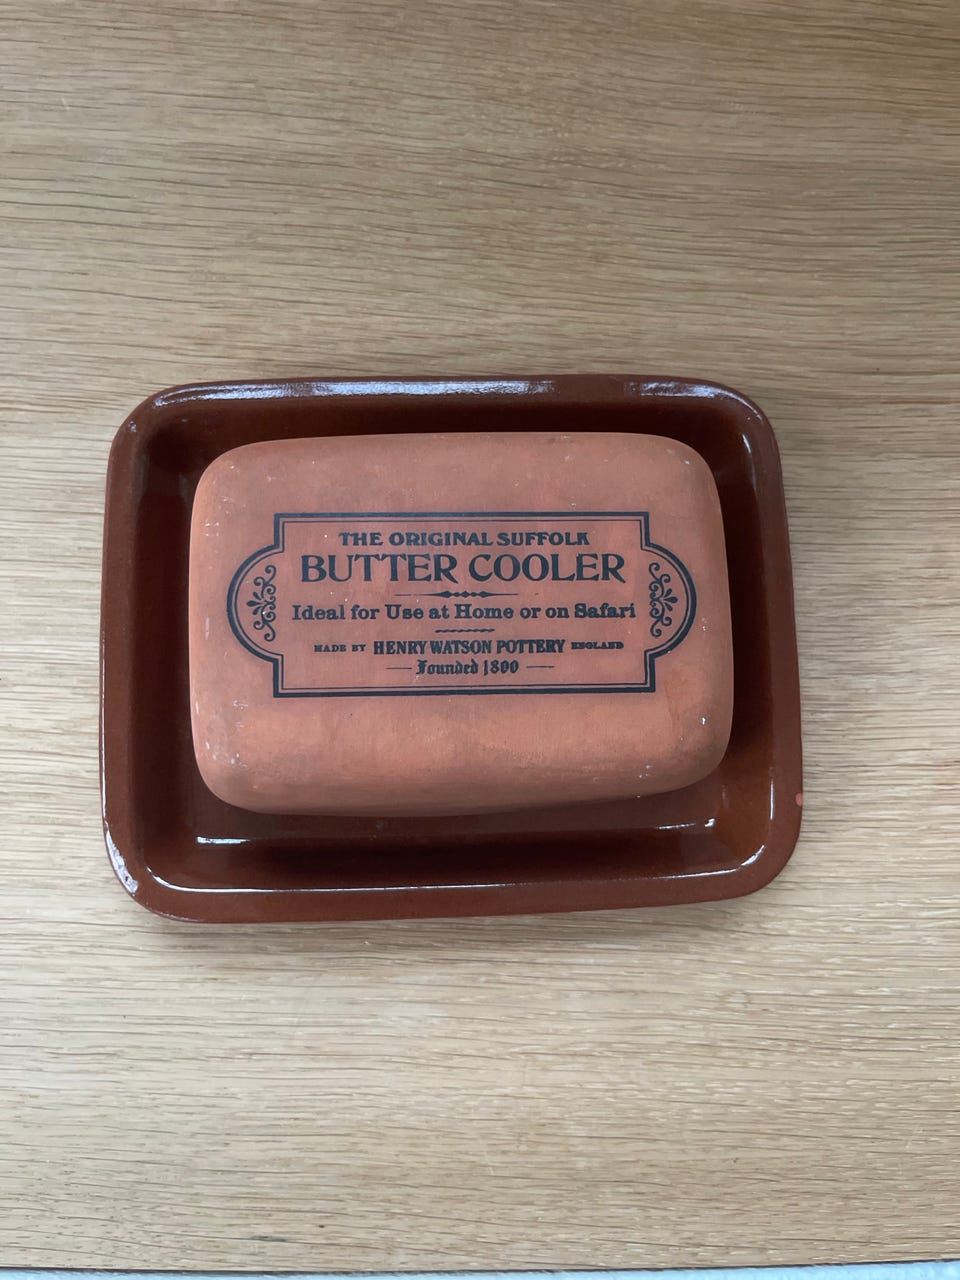 THE ORIGINAL SUFFOLK
BUTTER COOLER
Ideal for Use at Home or on Safari
MADE BY HENRY WATSON POTTERY ENGLAND
Founded 1800